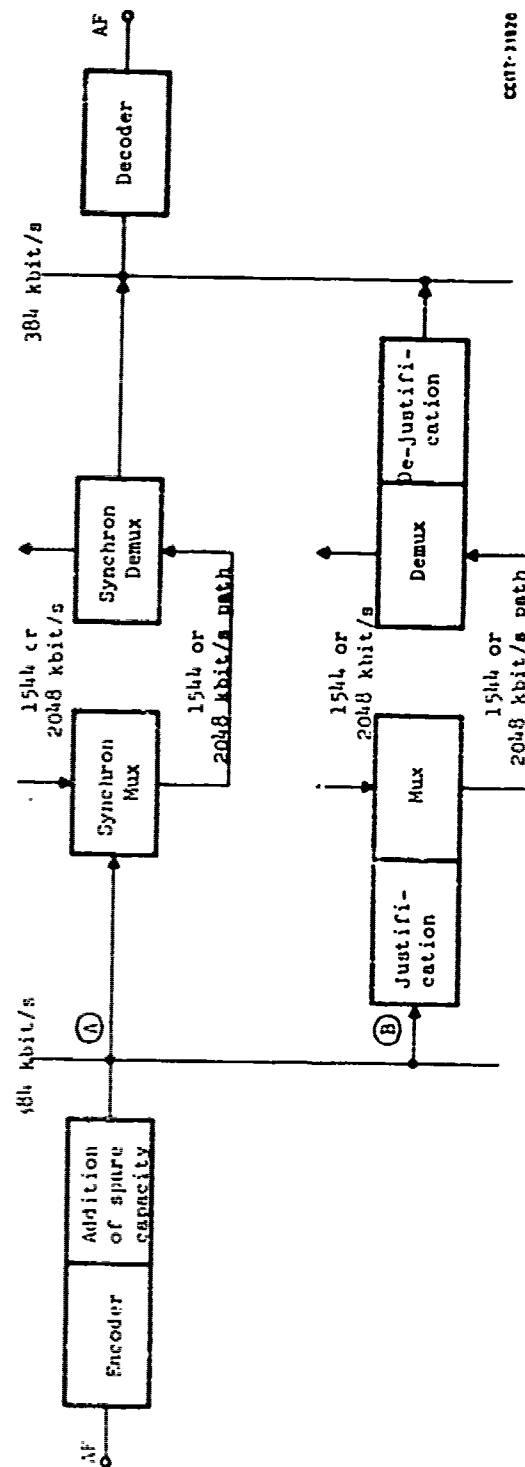 AF
Encoder
Addition
of spare
capacity
384 kbit/s
A
Synchron
Mux
1544 or
2048 kbit/s
1544 or
2048 kbit/s path
Synchron
Demux
384 kbit/s
Decoder
AF
B
Justifi-
cation
Mux
1544 or
2048 kbit/s
1544 or
2048 kbit/s path
Demux
De-justifi-
cation